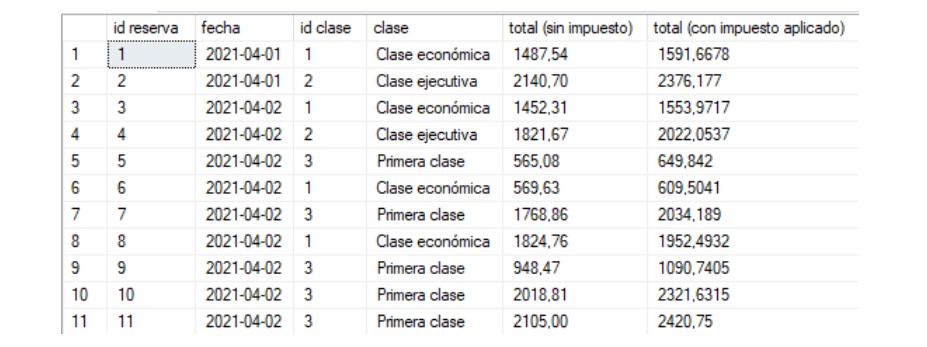 id reserva fecha id clase clase total (sin impuesto) total (con impuesto aplicado)
1 1 2021-04-01 1 Clase económica 1487,54 1591,6678
2 2 2021-04-01 2 Clase ejecutiva 2140,70 2376,177
3 3 2021-04-02 1 Clase económica 1452,31 1553,9717
4 4 2021-04-02 2 Clase ejecutiva 1821,67 2022,0537
5 5 2021-04-02 3 Primera clase 565,08 649,842
6 6 2021-04-02 1 Clase económica 569,63 609,5041
7 7 2021-04-02 3 Primera clase 1768,86 2034,189
8 8 2021-04-02 1 Clase económica 1824,76 1952,4932
9 9 2021-04-02 3 Primera clase 948,47 1090,7405
10 10 2021-04-02 3 Primera clase 2018,81 2321,6315
11 11 2021-04-02 3 Primera clase 2105,00 2420,75